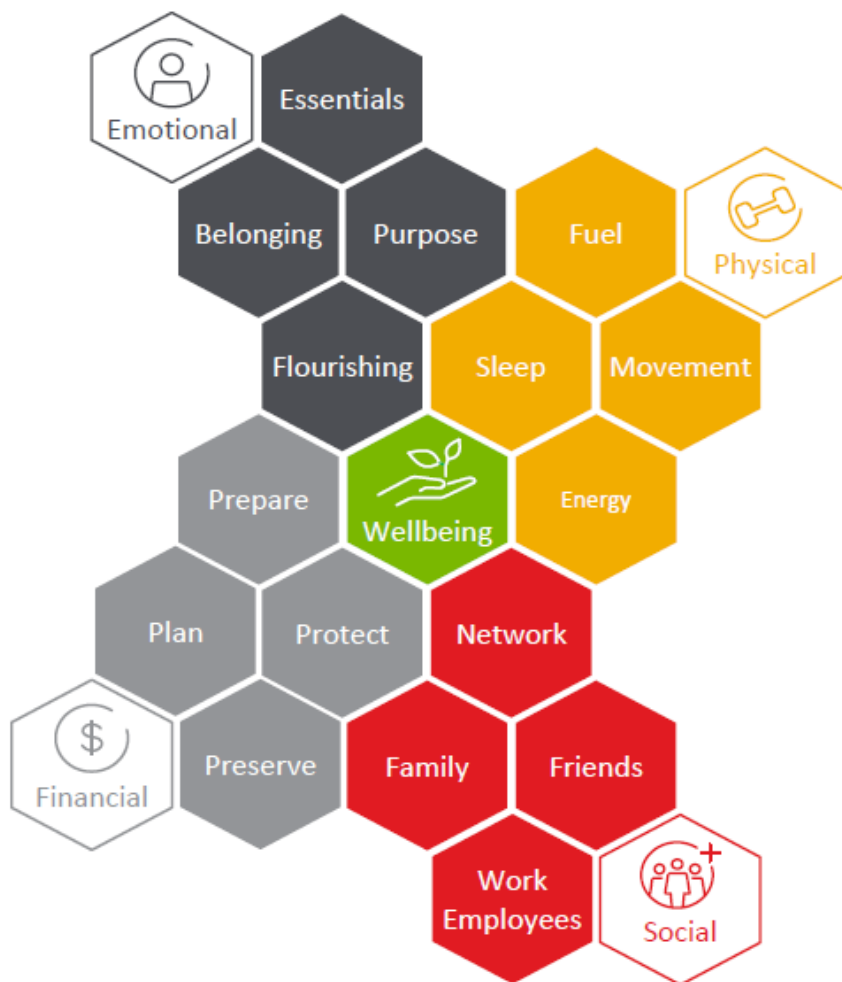 Emotional
Essentials
Belonging
Purpose
Fuel
Physical
Flourishing
Sleep
Movement
Prepare
Wellbeing
Energy
Plan
Protect
Network
$
Financial
Preserve
Family
Friends
Work
Employees
Social